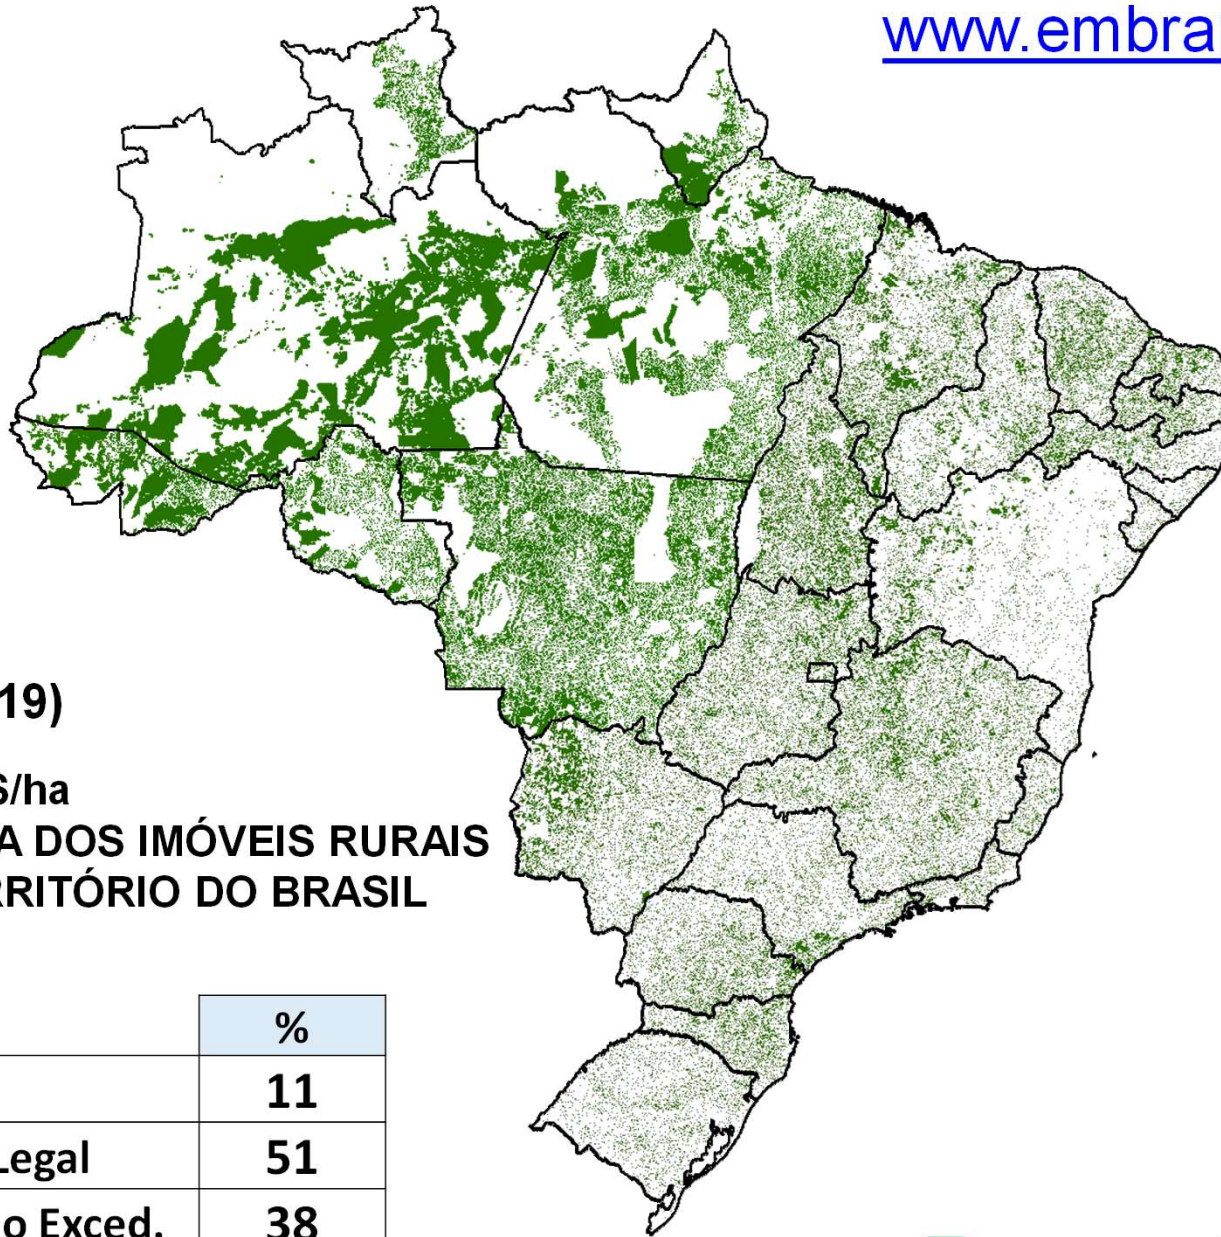 www.embra
19)
/ha
A DOS IMÓVEIS RURAIS
RRITÓRIO DO BRASIL
%
11
Legal 51
o Exced. 38